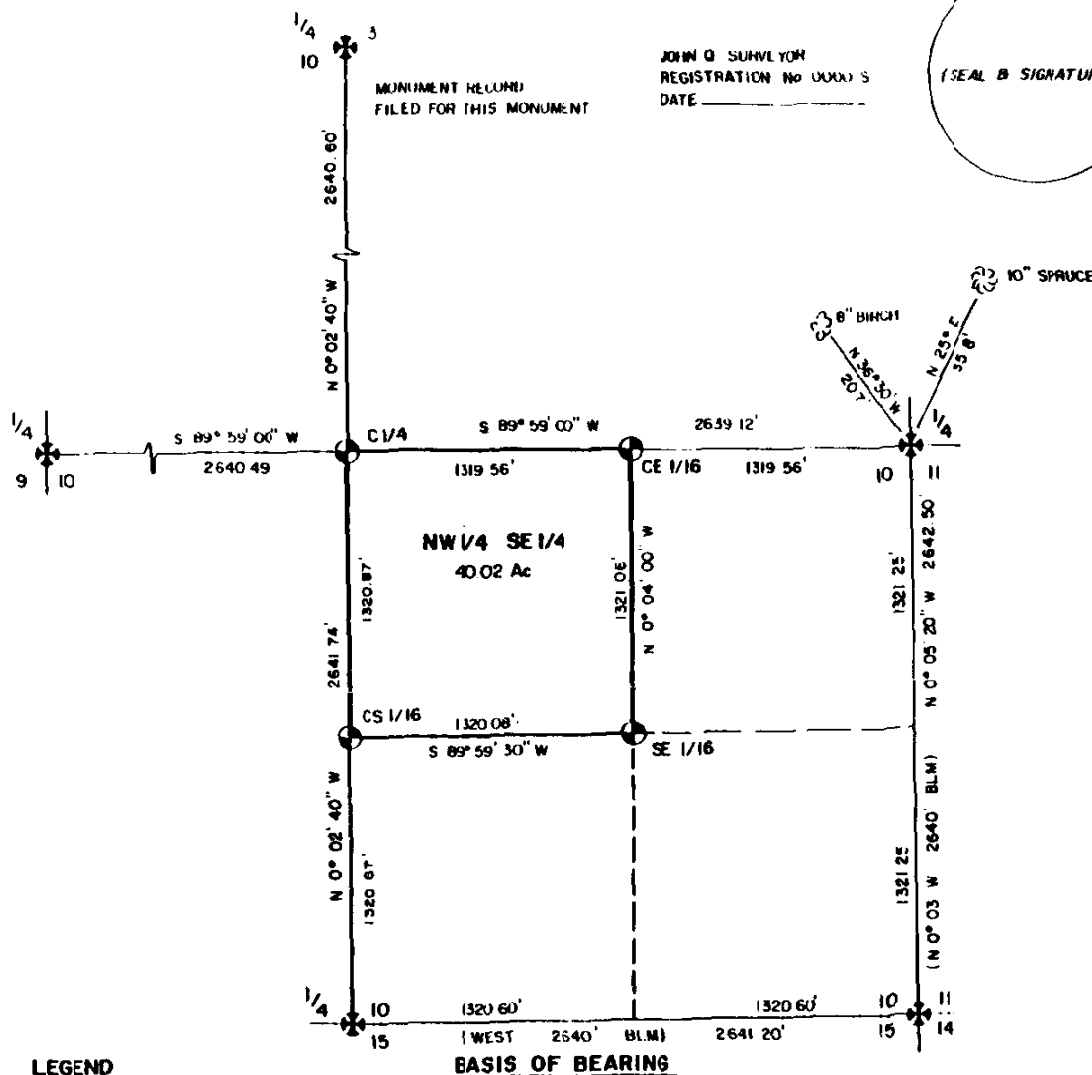 1/4
3
10
MONUMENT RECORD
FILED FOR THIS MONUMENT
JOHN Q SURVEYOR
REGISTRATION No 0000 S
DATE
(SEAL & SIGNATU
2640.60'
N 0° 02' 40" W
10" SPRUCE
8" BIRCH
N 25° E
35 8'
N 36° 30' W
20 7'
1/4
9 10
S 89° 59' 00" W
2640 49
C 1/4
S 89° 59' 00" W
1319 56'
2639 12'
CE 1/16
1319 56'
1/4
10 11
NW 1/4 SE 1/4
40.02 Ac
1320.87'
2641 74'
1321 06'
N 0° 04' 00" W
1321 25'
N 0° 05' 20" W 2642.50'
CS 1/16
1320 08'
S 89° 59' 30" W
SE 1/16
N 0° 02' 40" W
1320 87'
1321 25
(N 0° 03 W 2640' BLM)
1/4
10
15
1320 60'
1320 60'
(WEST 2640' BLM)
2641 20'
10 11
15 14
LEGEND
BASIS OF BEARING